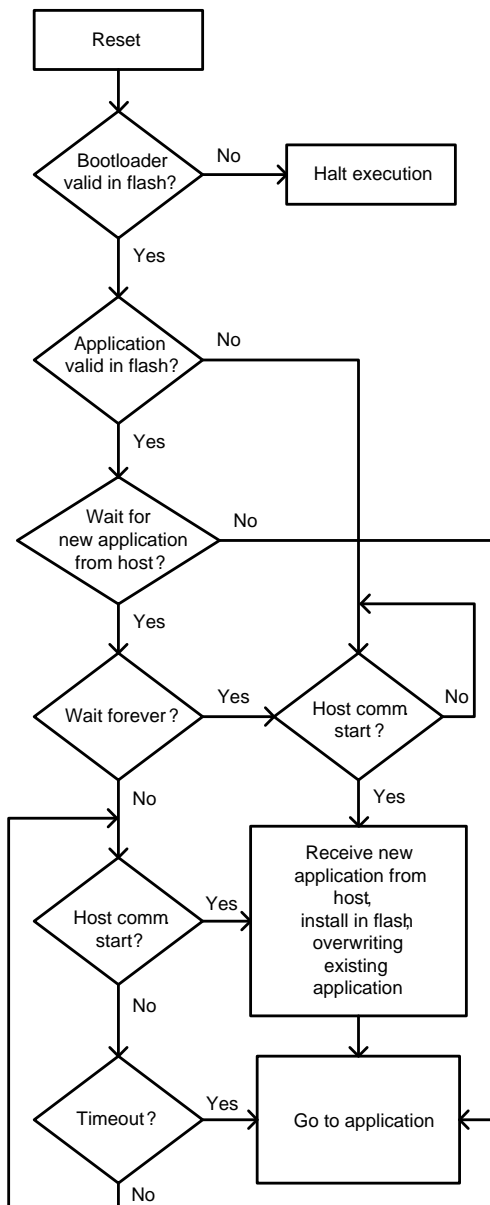 Reset
Bootloader
valid in flash?
No
Halt execution
Yes
Application
valid in flash?
No
Yes
Wait for
new application
from host?
No
Yes
Wait forever?
Yes
Host comm.
start?
No
No
Yes
Host comm.
start?
Yes
Receive new
application from
host,
install in flash,
overwriting
existing
application
No
Timeout?
Yes
Go to application
No